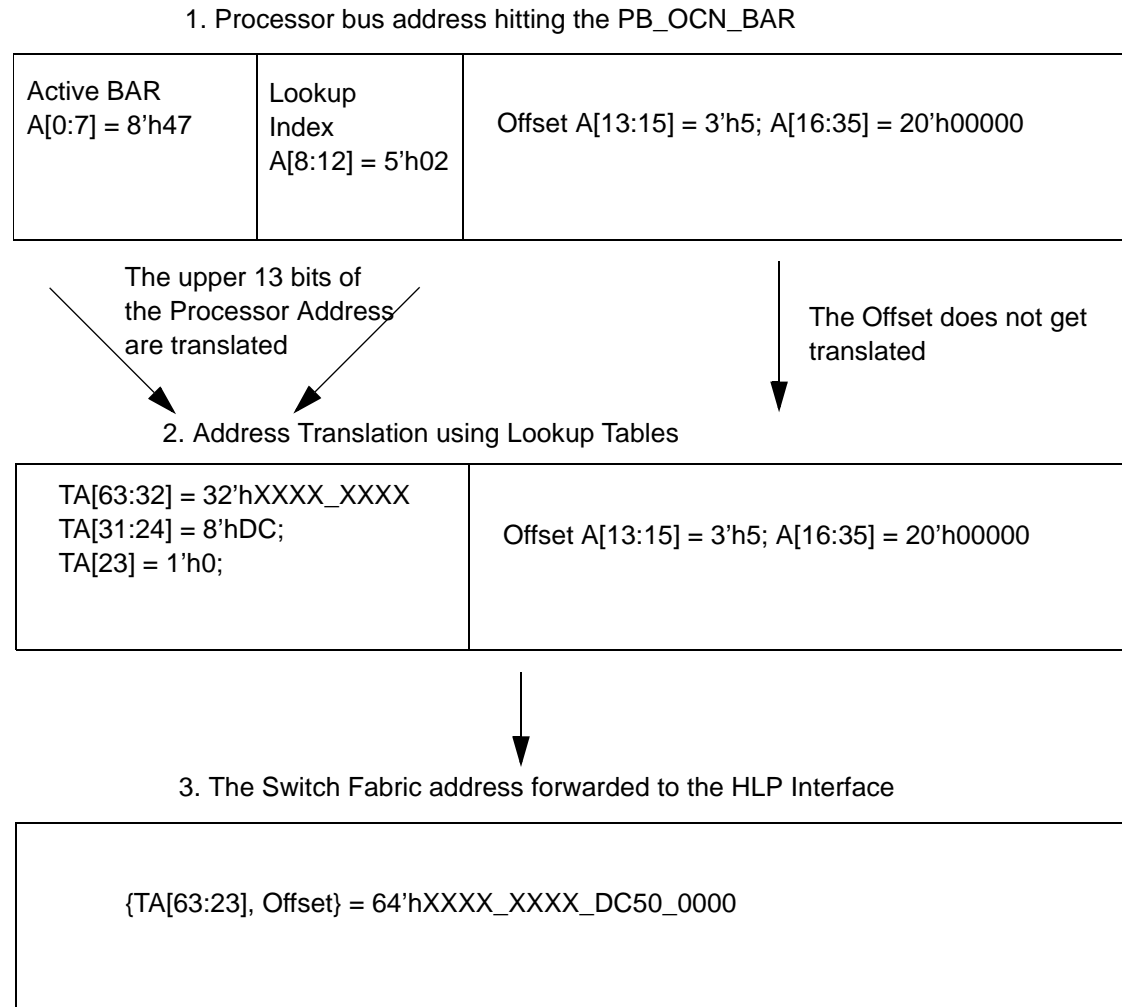 1. Processor bus address hitting the PB_OCN_BAR
Active BAR
A[0:7] = 8’h47
Lookup
Index
A[8:12] = 5’h02
Offset A[13:15] = 3’h5; A[16:35] = 20’h00000
The upper 13 bits of
the Processor Address
are translated
The Offset does not get
translated
2. Address Translation using Lookup Tables
TA[63:32] = 32’hXXXX_XXXX
TA[31:24] = 8’hDC;
TA[23] = 1’h0;
Offset A[13:15] = 3’h5; A[16:35] = 20’h00000
3. The Switch Fabric address forwarded to the HLP Interface
{TA[63:23], Offset} = 64’hXXXX_XXXX_DC50_0000